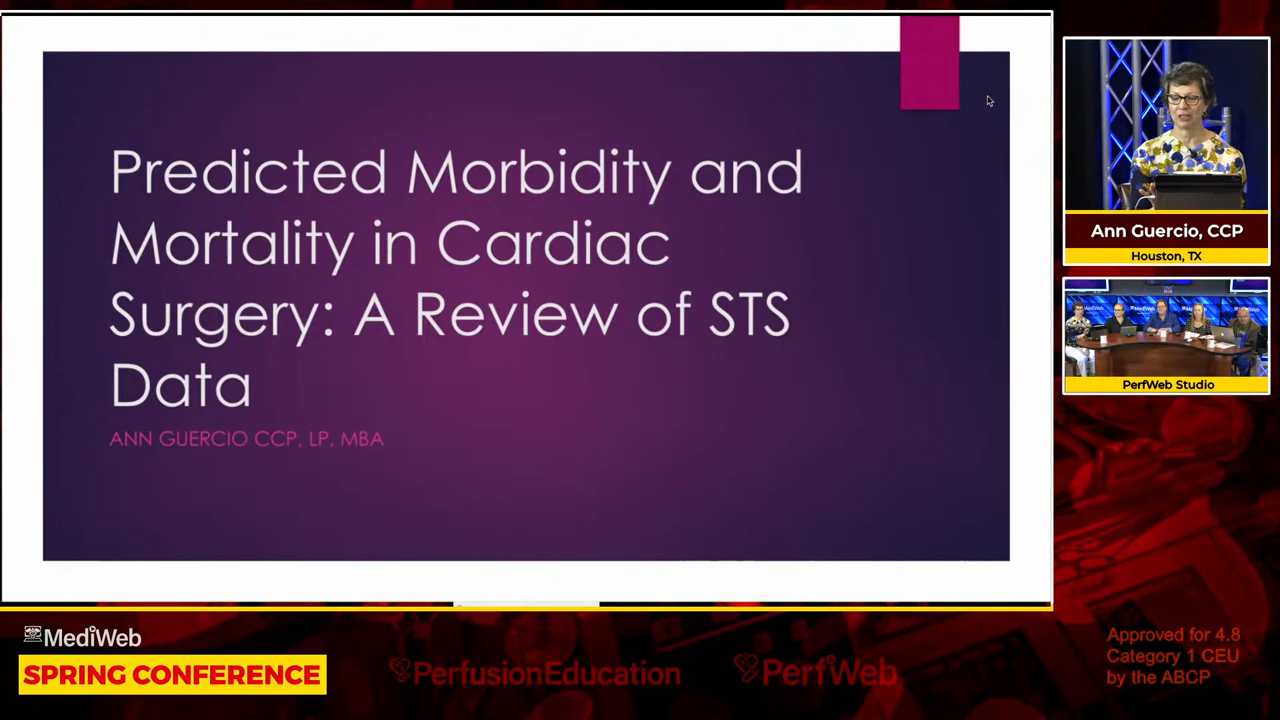 Predicted Morbidity and
Mortality in Cardiac
Surgery: A Review of STS
Data
ANN GUERCIO CCP, LP, MBA
Ann Guercio, CCP
Houston, TX
PerfWeb Studio
MediWeb
SPRING CONFERENCE
PerfusionEducation
PerfWeb
Approved for 4.8
Category 1 CEU
by the ABCP